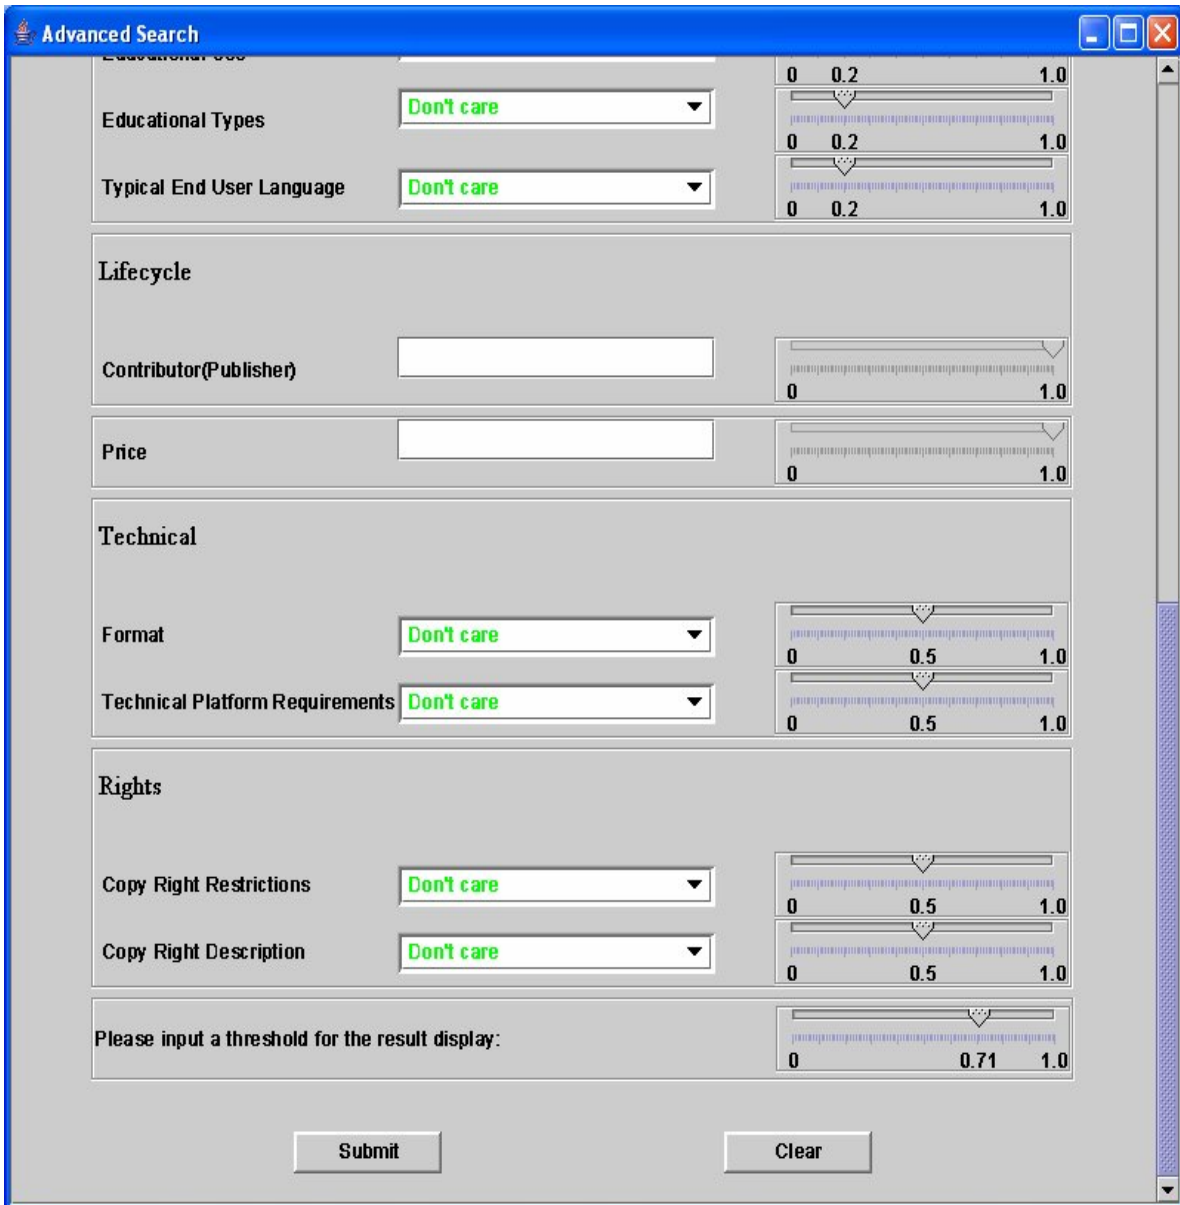 Advanced Search
0 0.2 1.0
Educational Types Don't care
0 0.2 1.0
Typical End User Language Don't care
0 0.2 1.0
Lifecycle
Contributor(Publisher)
0 1.0
Price
0 1.0
Technical
Format Don't care
0 0.5 1.0
Technical Platform Requirements Don't care
0 0.5 1.0
Rights
Copy Right Restrictions Don't care
0 0.5 1.0
Copy Right Description Don't care
0 0.5 1.0
Please input a threshold for the result display:
0 0.71 1.0
Submit Clear